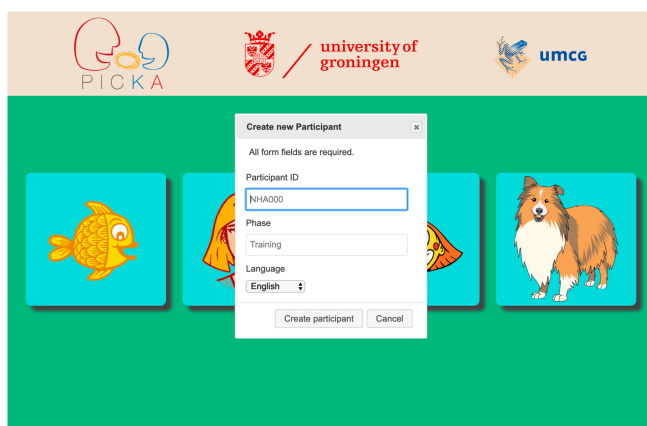 PICKA
university of
groningen
umcg
Create new Participant
All form fields are required.
Participant ID
NHA000
Phase
Training
Language
English
Create participant
Cancel